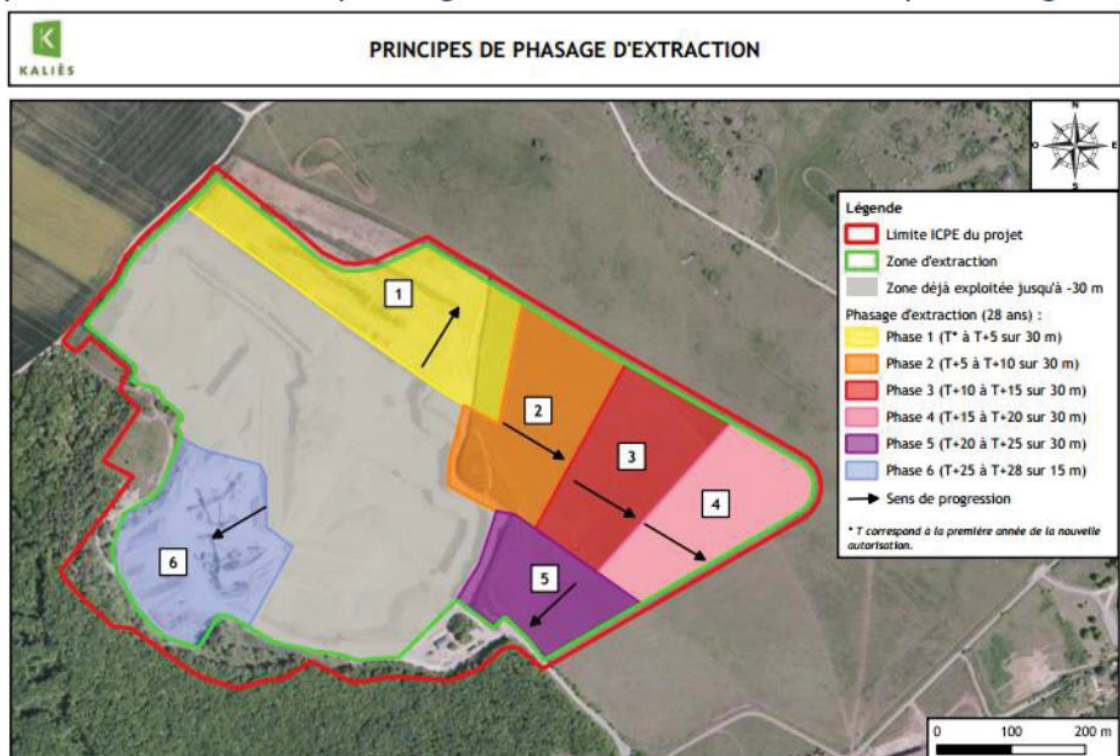 KALIÈS
PRINCIPES DE PHASAGE D'EXTRACTION
N
O
E
S
Légende
Limite ICPE du projet
Zone d'extraction
Zone déjà exploitée jusqu'à -30 m
Phasage d'extraction (28 ans) :
Phase 1 (T* à T+5 sur 30 m)
Phase 2 (T+5 à T+10 sur 30 m)
Phase 3 (T+10 à T+15 sur 30 m)
Phase 4 (T+15 à T+20 sur 30 m)
Phase 5 (T+20 à T+25 sur 30 m)
Phase 6 (T+25 à T+28 sur 15 m)
Sens de progression
* T correspond à la première année de la nouvelle
autorisation.
1
2
3
4
5
6
0 100 200 m